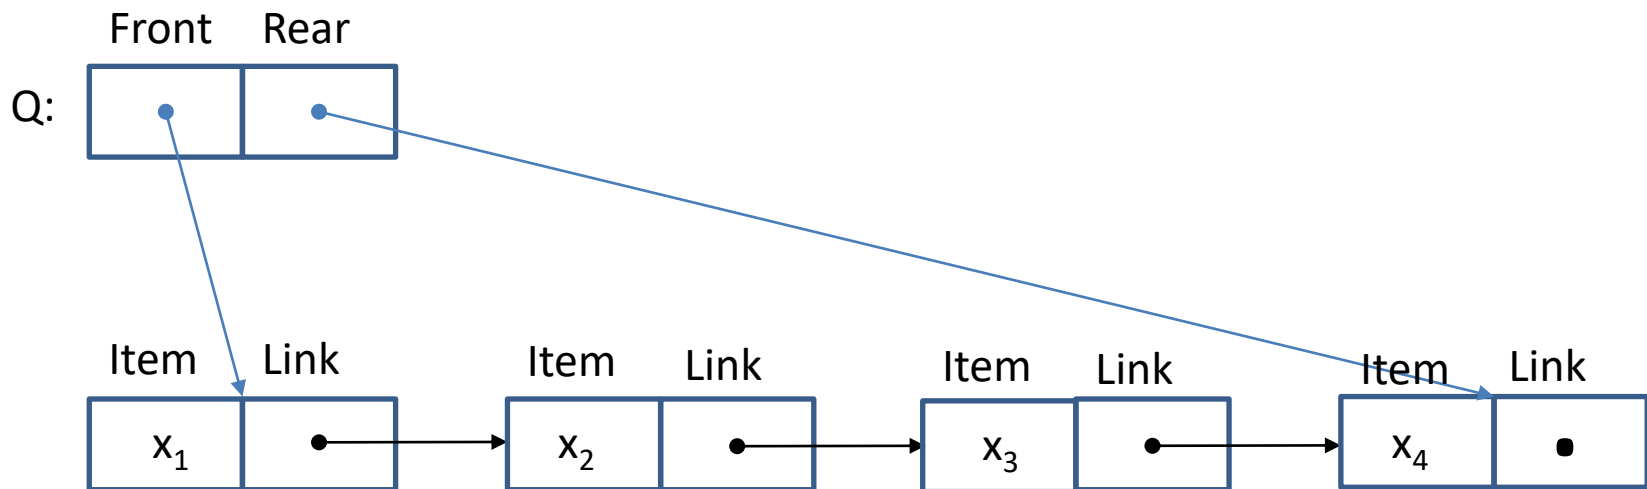 Front Rear
Q:
Item Link Item Link Item Link Item Link
x₁ x₂ x₃ x₄